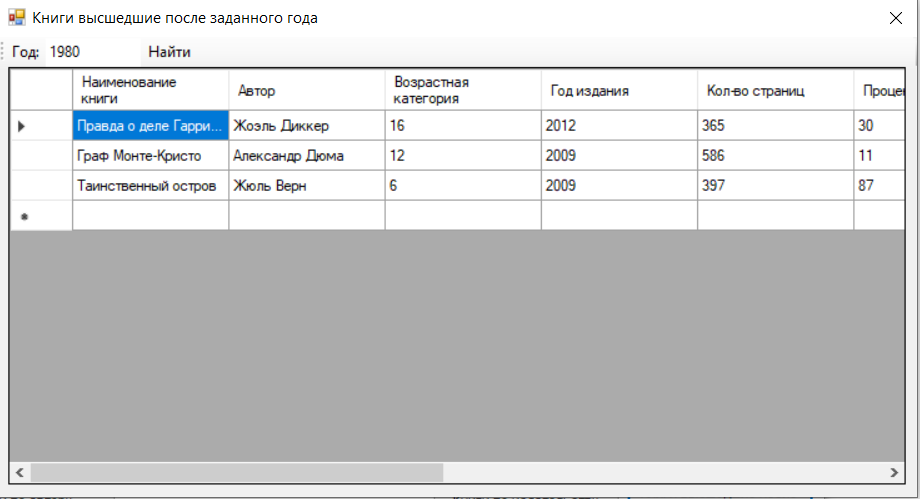 Книги высшедшие после заданного года
Год: 1980 Найти
Наименование книги Автор Возрастная категория Год издания Кол-во страниц Процен
Правда о деле Гарри... Жоэль Диккер 16 2012 365 30
Граф Монте-Кристо Александр Дюма 12 2009 586 11
Таинственный остров Жюль Верн 6 2009 397 87